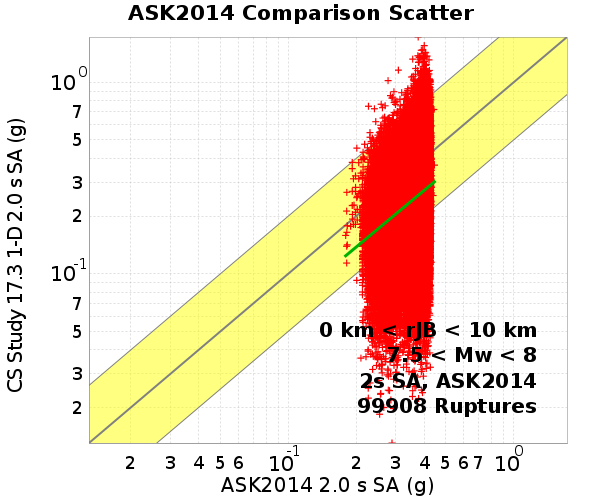 ASK2014 Comparison Scatter
CS Study 17.3 1-D 2.0 s SA (g)
10^0
7
5
3
2
10^-1
7
5
3
2
0 km < rJB < 10 km
7.5 < Mw < 8
2s SA, ASK2014
99908 Ruptures
2 3 4 5 6 10^-1 2 3 4 5 6 7 10^0
ASK2014 2.0 s SA (g)